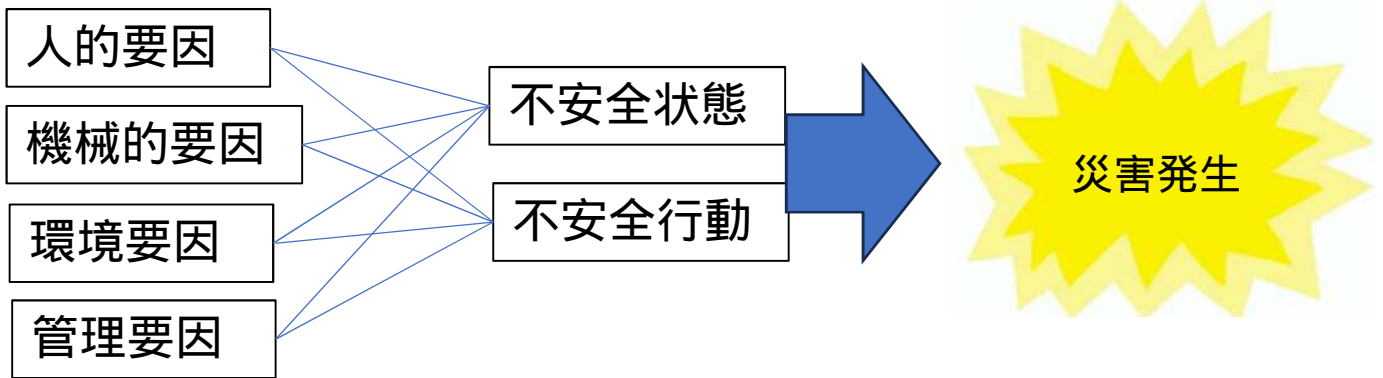 人的要因
機械的要因
環境要因
管理要因
不安全状態
不安全行動
災害発生